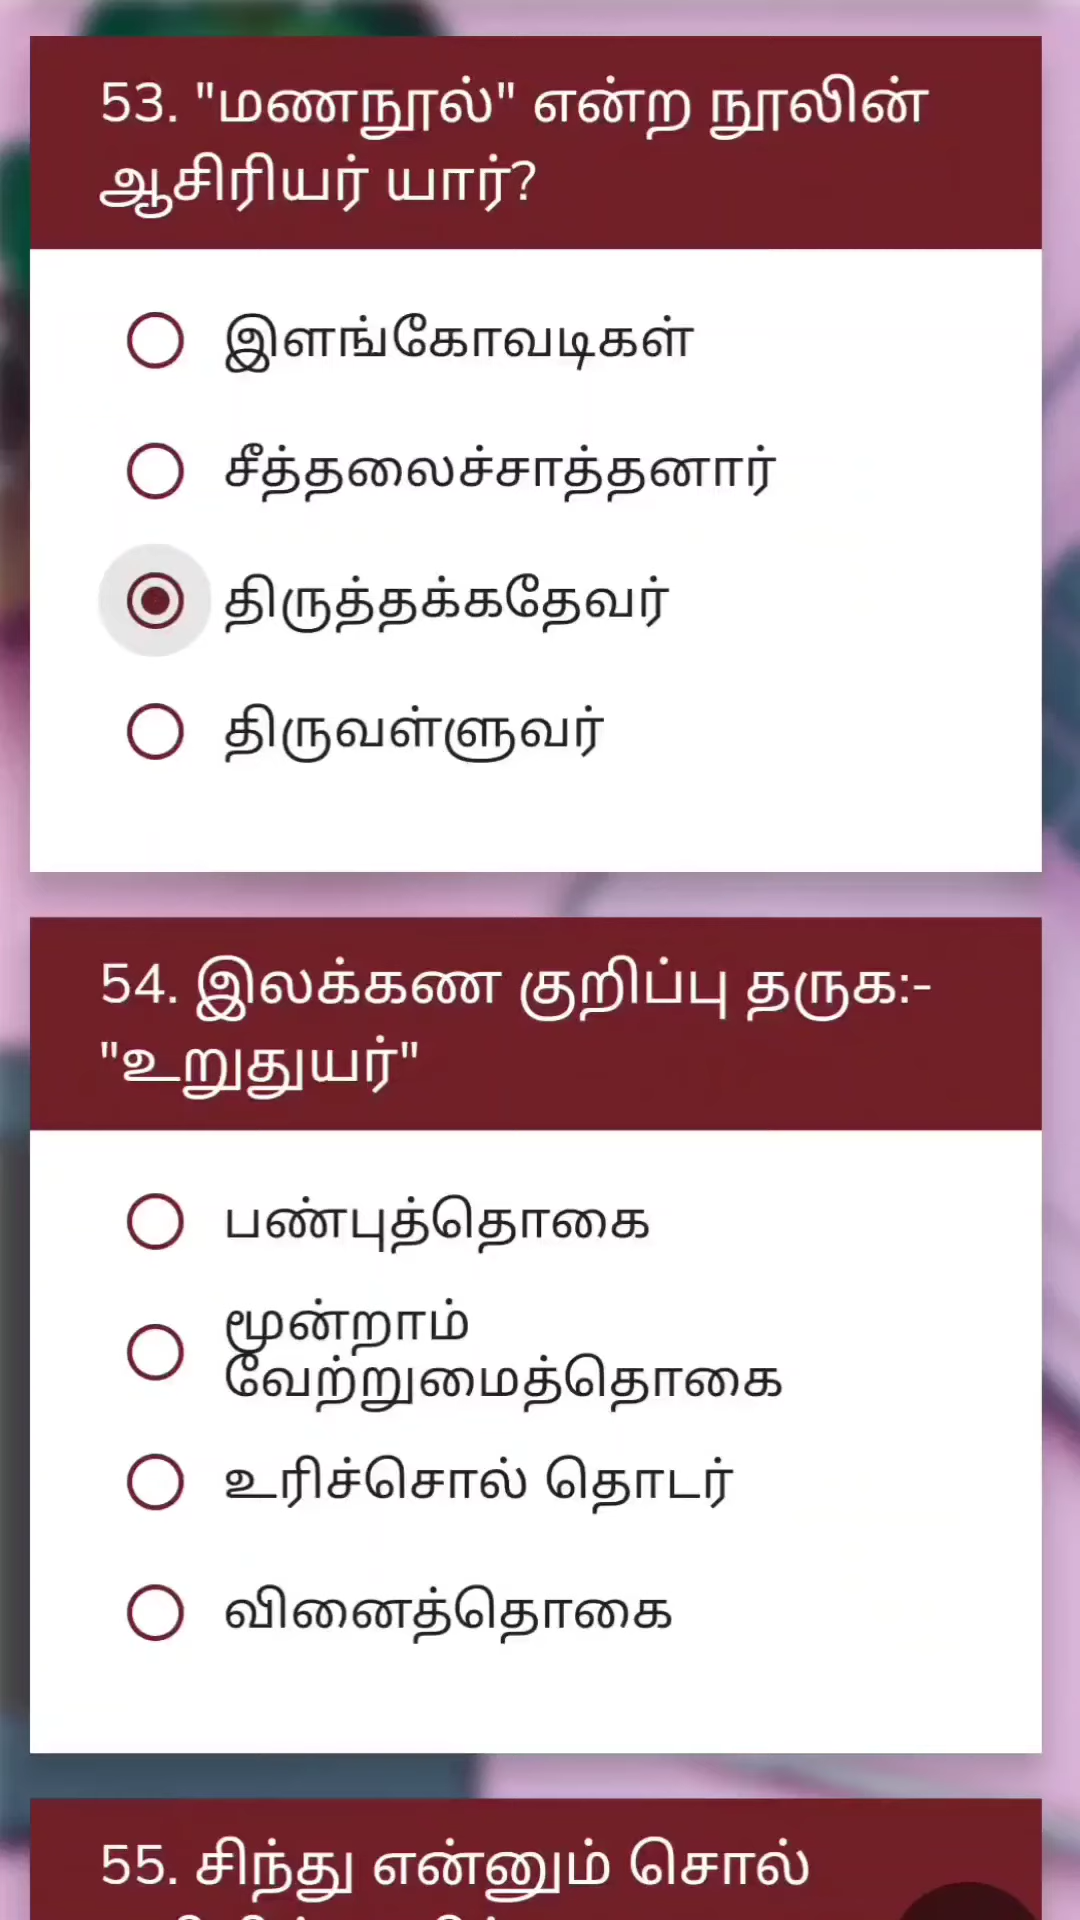 53. "மணநூல்" என்ற நூலின்
ஆசிரியர் யார்?
இளங்கோவடிகள்
சீத்தலைச்சாத்தனார்
திருத்தக்கதேவர்
திருவள்ளுவர்
54. இலக்கண குறிப்பு தருக:-
"உறுதுயர்"
பண்புத்தொகை
மூன்றாம்
வேற்றுமைத்தொகை
உரிச்சொல் தொடர்
வினைத்தொகை
55. சிந்து என்னும் சொல்